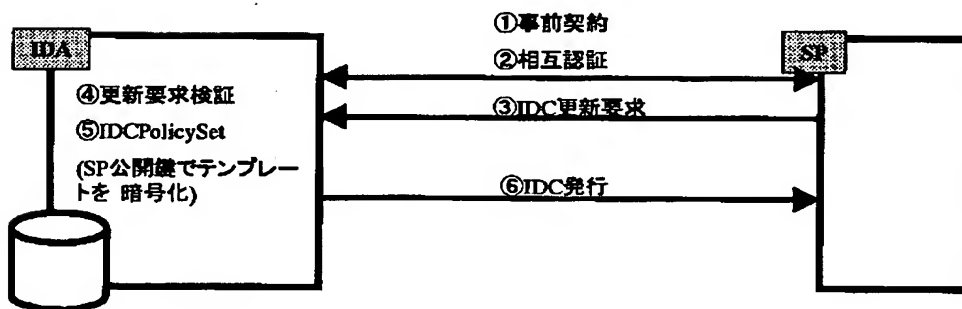 ①事前契約
IDA
SP
②相互認証
④更新要求検証
③IDC更新要求
⑤IDCPolicySet
(SP公開鍵でテンプレー
トを 暗号化)
⑥IDC発行